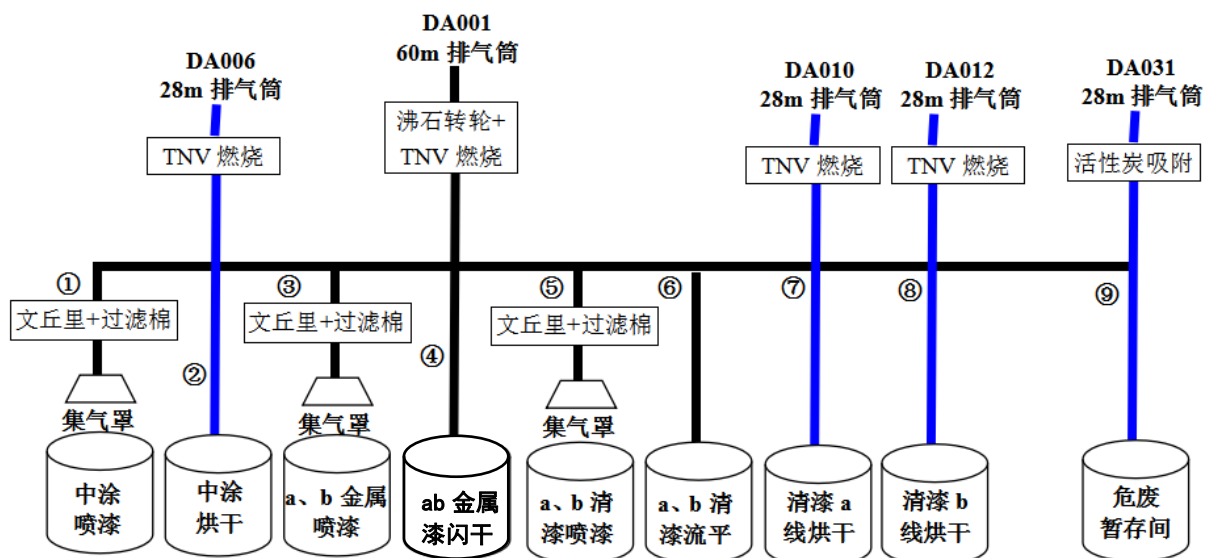 DA001
60m 排气筒
DA006
28m 排气筒
DA010
28m 排气筒
DA012
28m 排气筒
DA031
28m 排气筒
TNV 燃烧
沸石转轮+
TNV 燃烧
TNV 燃烧
TNV 燃烧
活性炭吸附
①
③
⑤
⑥
⑦
⑧
⑨
文丘里+过滤棉
文丘里+过滤棉
文丘里+过滤棉
②
④
集气罩
集气罩
集气罩
中涂
喷漆
中涂
烘干
a、b 金属
喷漆
ab 金属
漆闪干
a、b 清
漆喷漆
a、b 清
漆流平
清漆 a
线烘干
清漆 b
线烘干
危废
暂存间